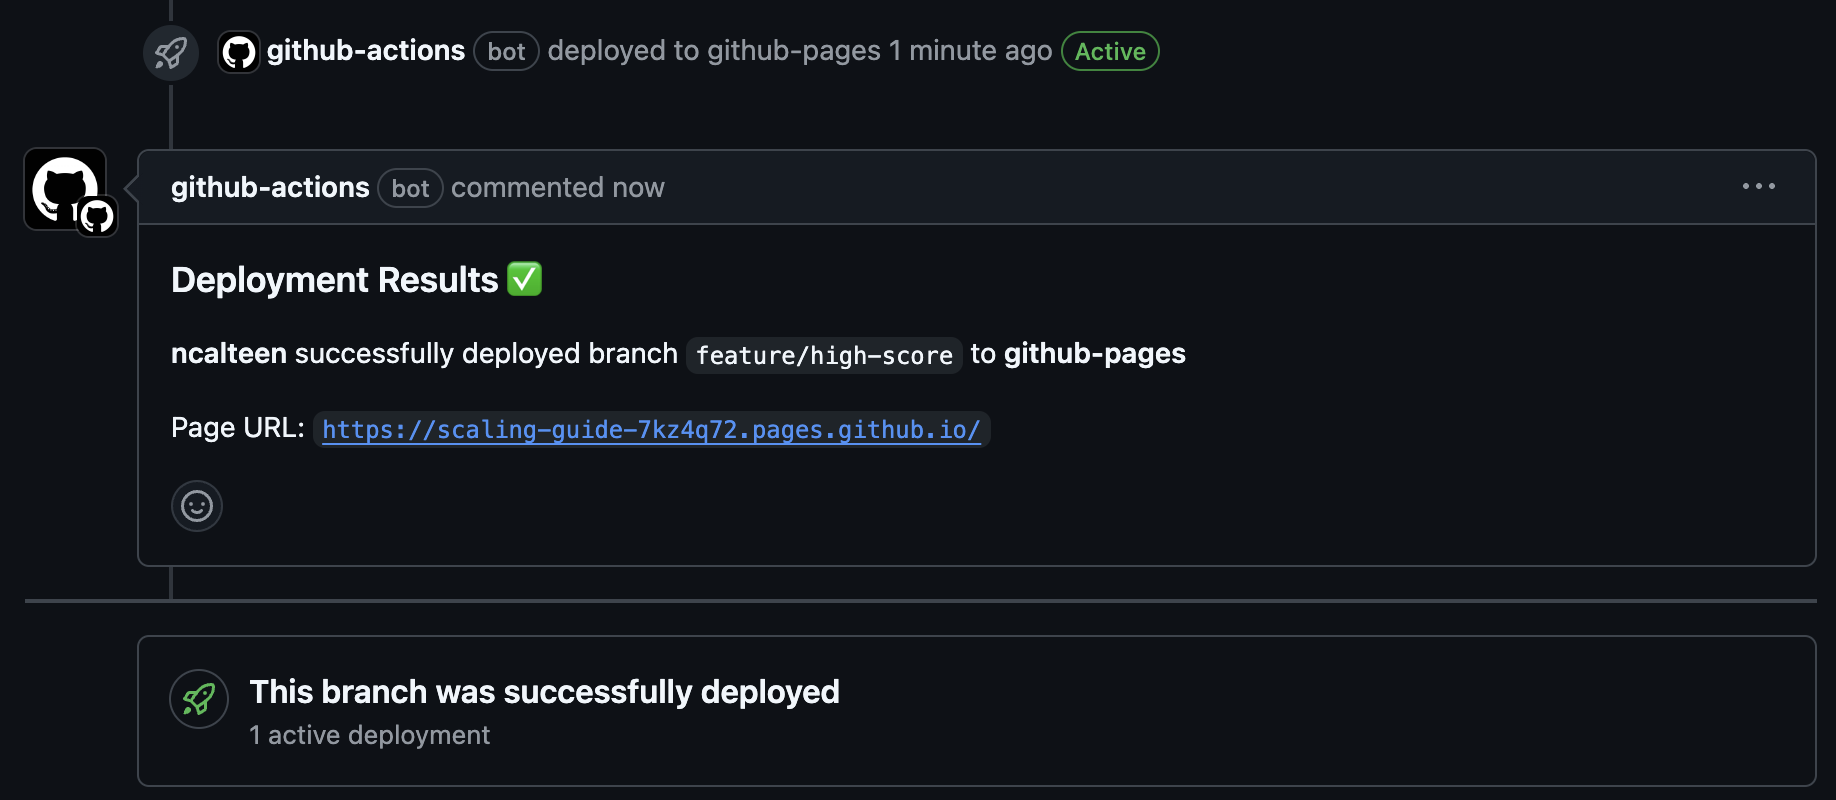 github-actions bot deployed to github-pages 1 minute ago Active
github-actions bot commented now
Deployment Results ✅
ncalteen successfully deployed branch feature/high-score to github-pages
Page URL: https://scaling-guide-7kz4q72.pages.github.io/
This branch was successfully deployed
1 active deployment